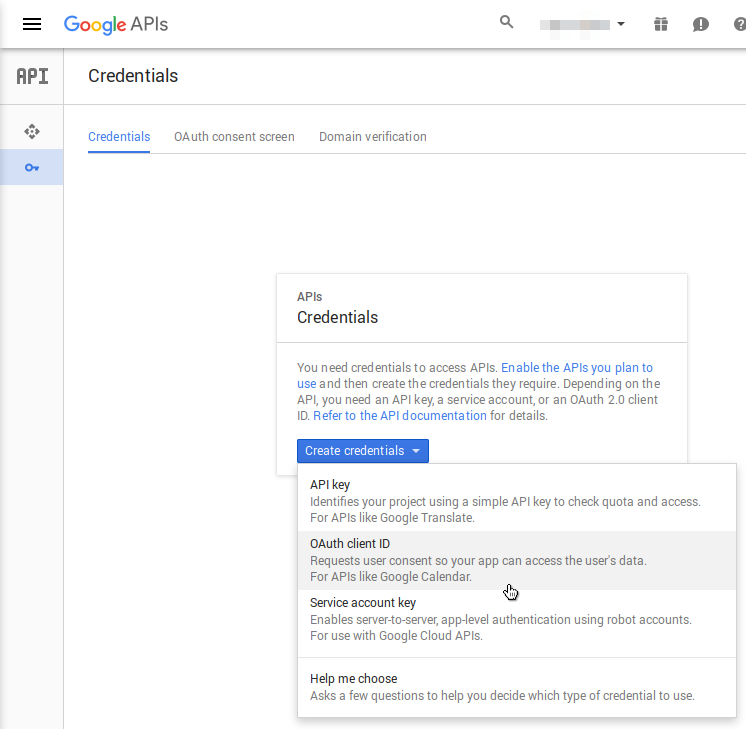 Google APIs
API
Credentials
Credentials
OAuth consent screen
Domain verification
APIs
Credentials
You need credentials to access APIs. Enable the APIs you plan to
use and then create the credentials they require. Depending on the
API, you need an API key, a service account, or an OAuth 2.0 client
ID. Refer to the API documentation for details.
Create credentials
API key
Identifies your project using a simple API key to check quota and access.
For APIs like Google Translate.
OAuth client ID
Requests user consent so your app can access the user's data.
For APIs like Google Calendar.
Service account key
Enables server-to-server, app-level authentication using robot accounts.
For use with Google Cloud APIs.
Help me choose
Asks a few questions to help you decide which type of credential to use.